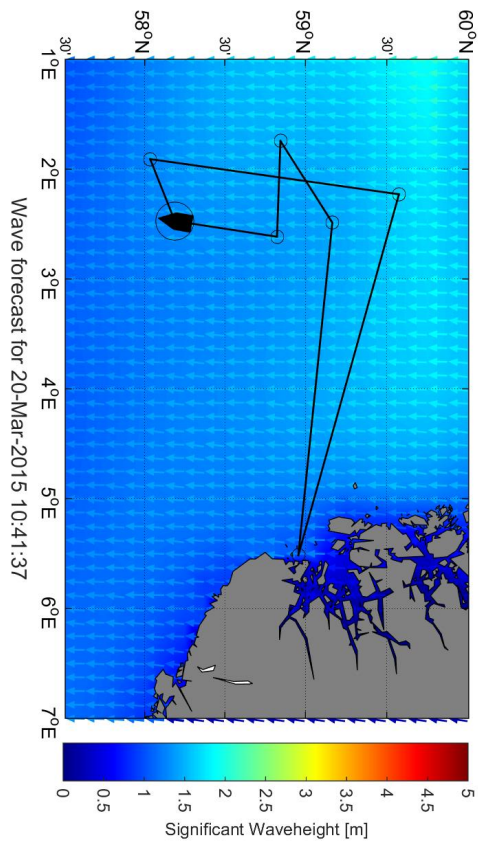 60°N
30'
59°N
30'
58°N
30'
1°E
2°E
3°E
4°E
5°E
6°E
7°E
Wave forecast for 20-Mar-2015 10:41:37
0
0.5
1
1.5
2
2.5
3
3.5
4
4.5
5
Significant Waveheight [m]